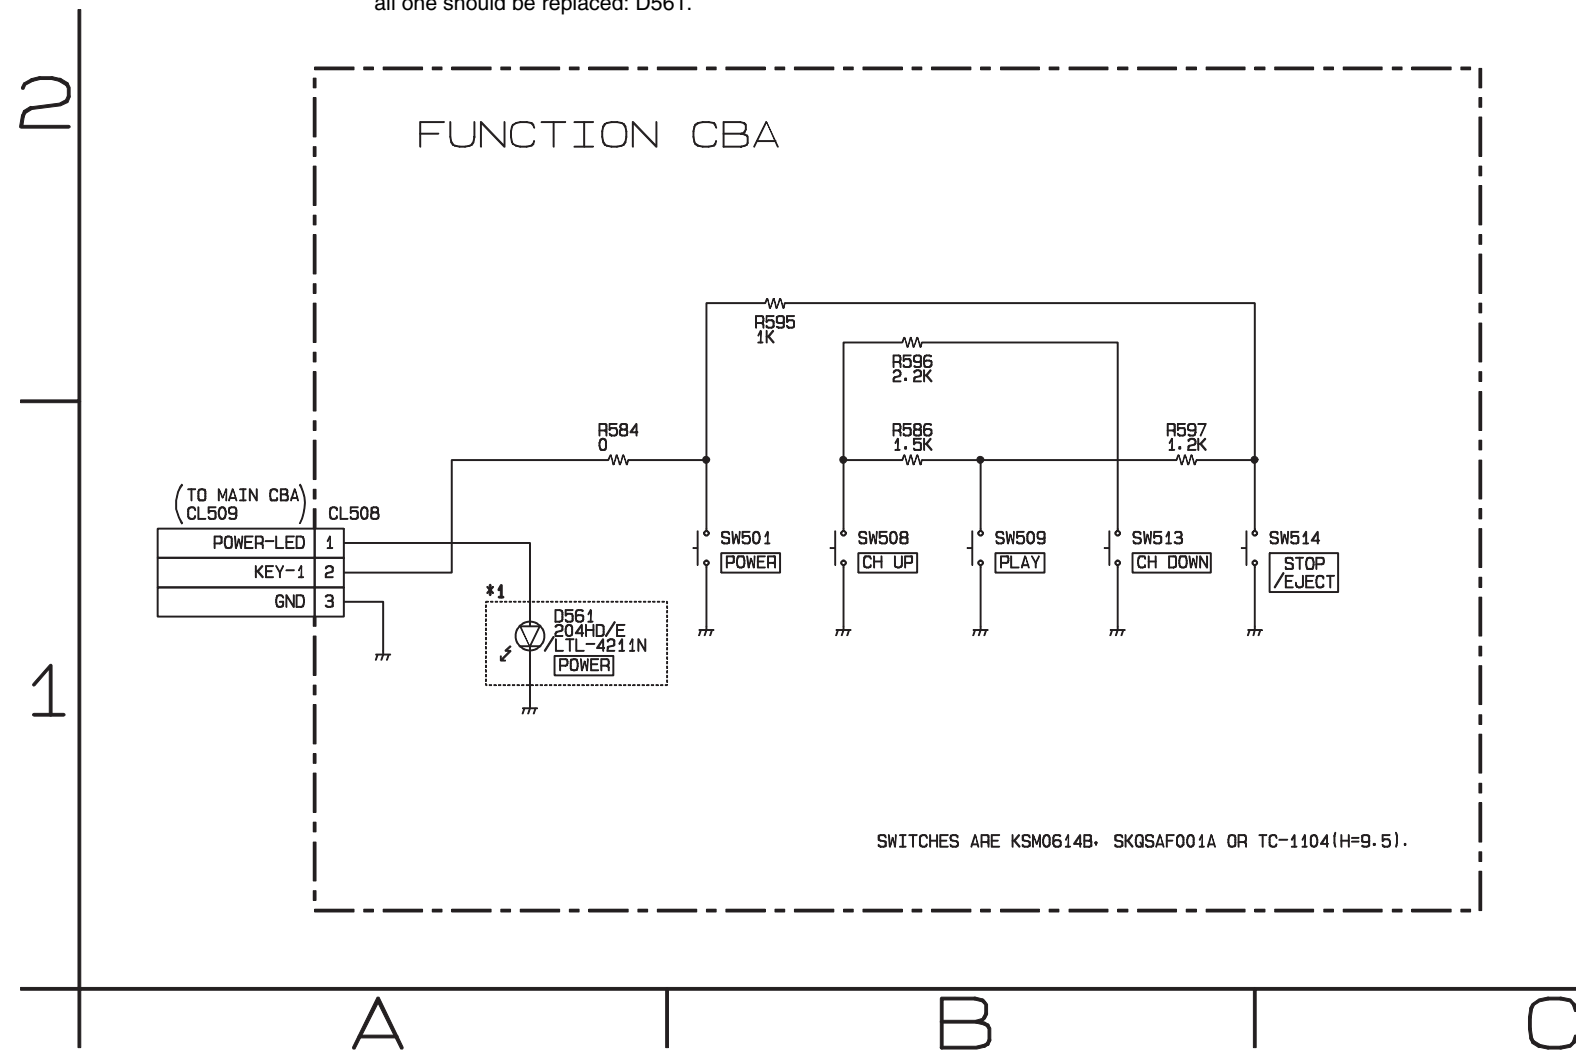 all one should be replaced: D561.
2
FUNCTION CBA
R595
1K
R596
2.2K
R584
0
R586
1.5K
R597
1.2K
(TO MAIN CBA)
CL509
CL508
POWER-LED 1
KEY-1 2
GND 3
SW501
POWER
SW508
CH UP
SW509
PLAY
SW513
CH DOWN
SW514
STOP
/EJECT
*1
D561
204HD/E
/LTL-4211N
POWER
1
SWITCHES ARE KSM0614B, SKQSAF001A OR TC-1104(H=9.5).
A B C